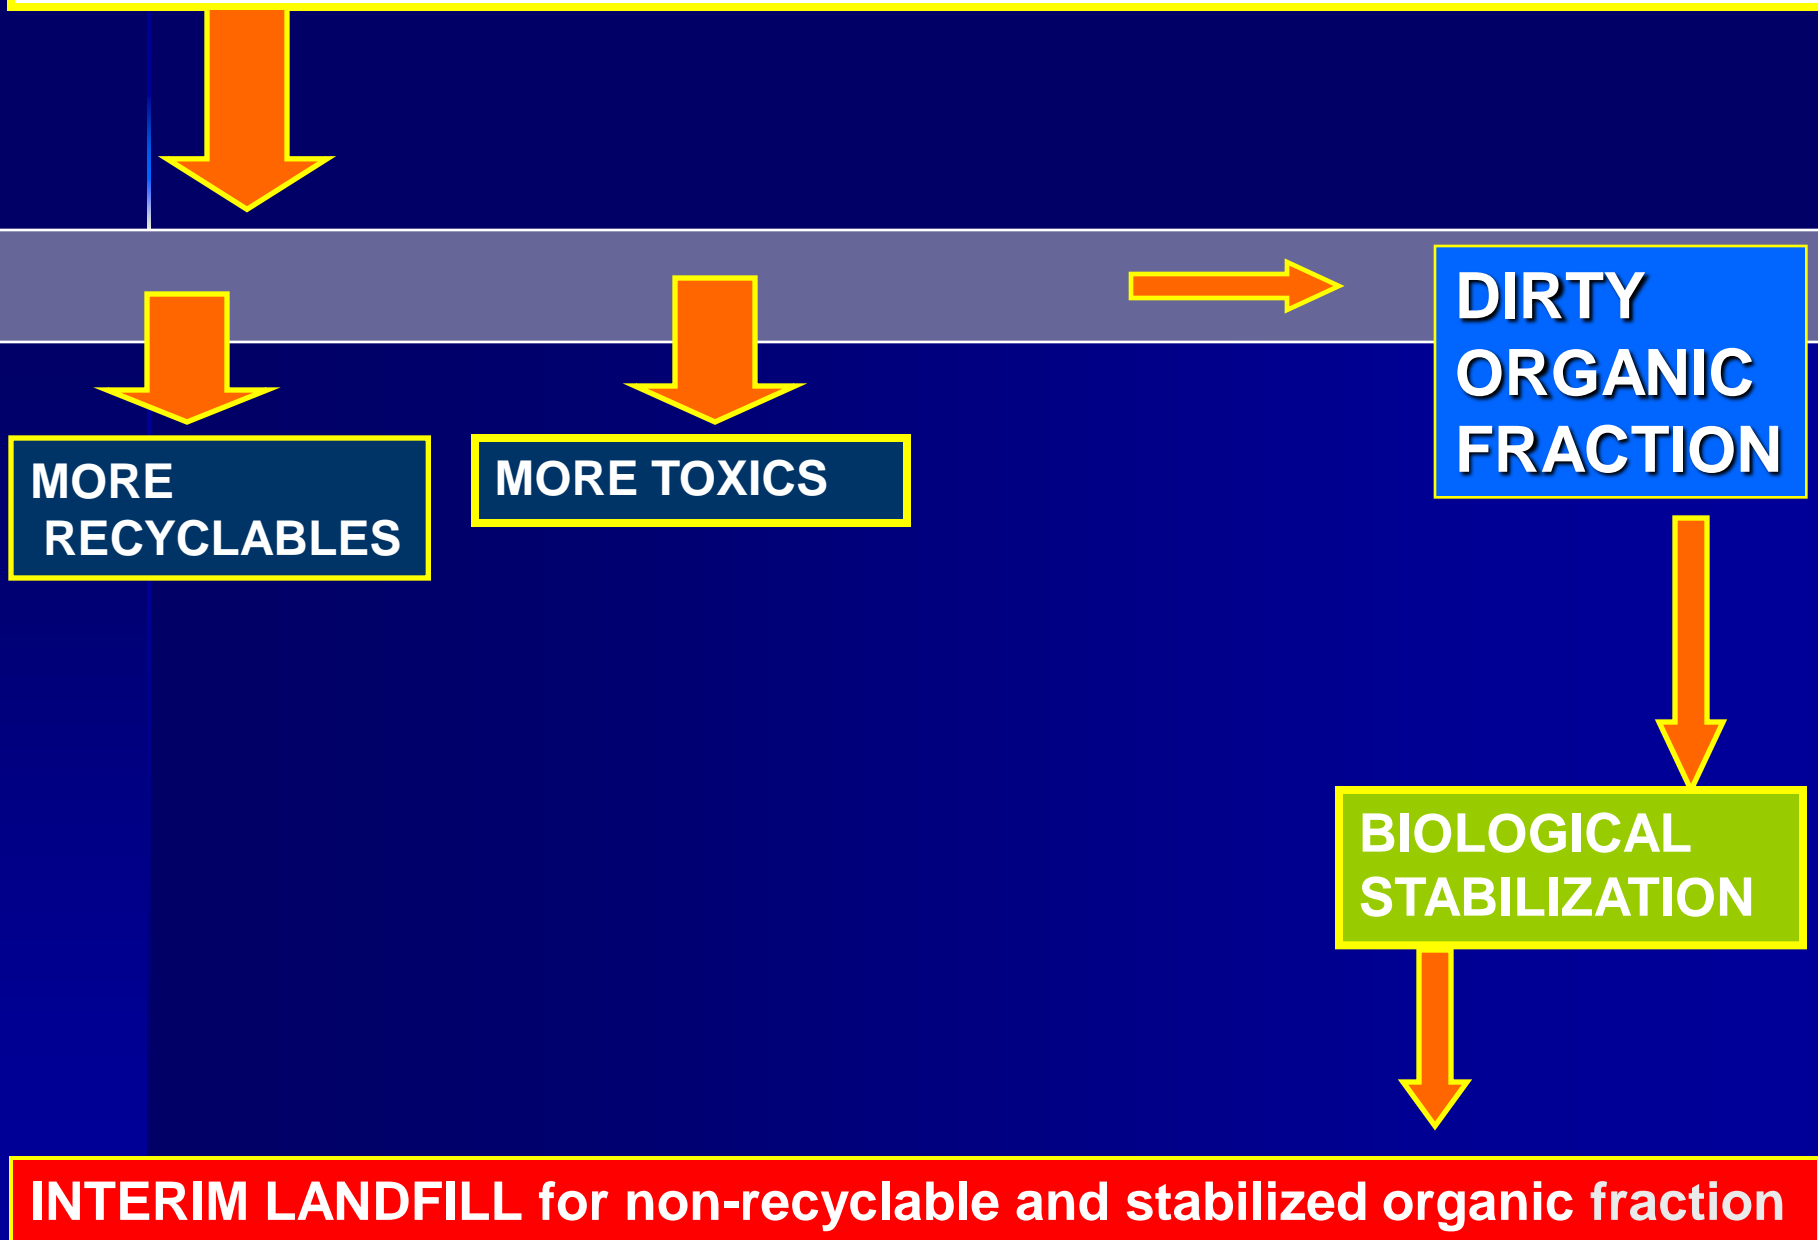 DIRTY
ORGANIC
FRACTION
MORE
RECYCLABLES
MORE TOXICS
BIOLOGICAL
STABILIZATION
INTERIM LANDFILL for non-recyclable and stabilized organic fraction